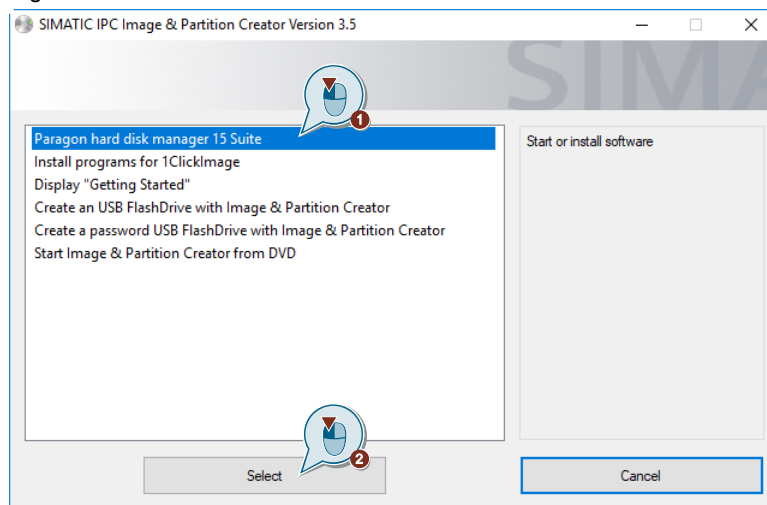 SIMATIC IPC Image & Partition Creator Version 3.5
SIMA
1
Paragon hard disk manager 15 Suite
Install programs for 1ClickImage
Display "Getting Started"
Create an USB FlashDrive with Image & Partition Creator
Create a password USB FlashDrive with Image & Partition Creator
Start Image & Partition Creator from DVD
Start or install software
2
Select
Cancel